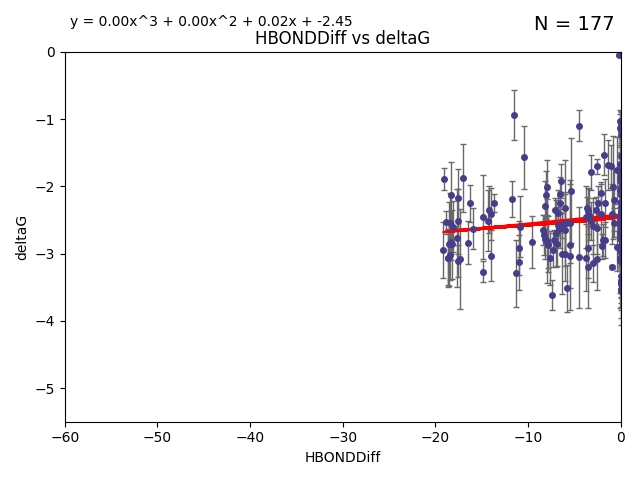 y = 0.00x^3 + 0.00x^2 + 0.02x + -2.45
N = 177
HBONDDiff vs deltaG
deltaG
0
−1
−2
−3
−4
−5
−60
−50
−40
−30
−20
−10
0
HBONDDiff